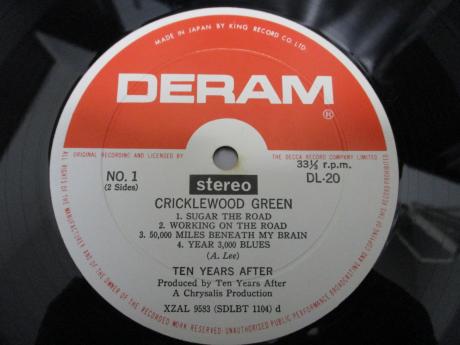 MADE IN JAPAN BY KING RECORD CO. LTD.
DERAM®
ORIGINAL RECORDING AND LICENSED BY THE DECCA RECORD COMPANY LIMITED
NO. 1
(2 Sides)
stereo
33⅓ r.p.m.
DL-20
CRICKLEWOOD GREEN
1. SUGAR THE ROAD
2. WORKING ON THE ROAD
3. 50,000 MILES BENEATH MY BRAIN
4. YEAR 3,000 BLUES
(A. Lee)
TEN YEARS AFTER
Produced by Ten Years After
A Chrysalis Production
XZAL 9583 (SDLBT 1104) d
ALL RIGHTS OF THE MANUFACTURER AND OF THE OWNER OF THE RECORDED WORK RESERVED·UNAUTHORISED PUBLIC PERFORMANCE BROADCASTING AND COPYING OF THIS RECORD PROHIBITED